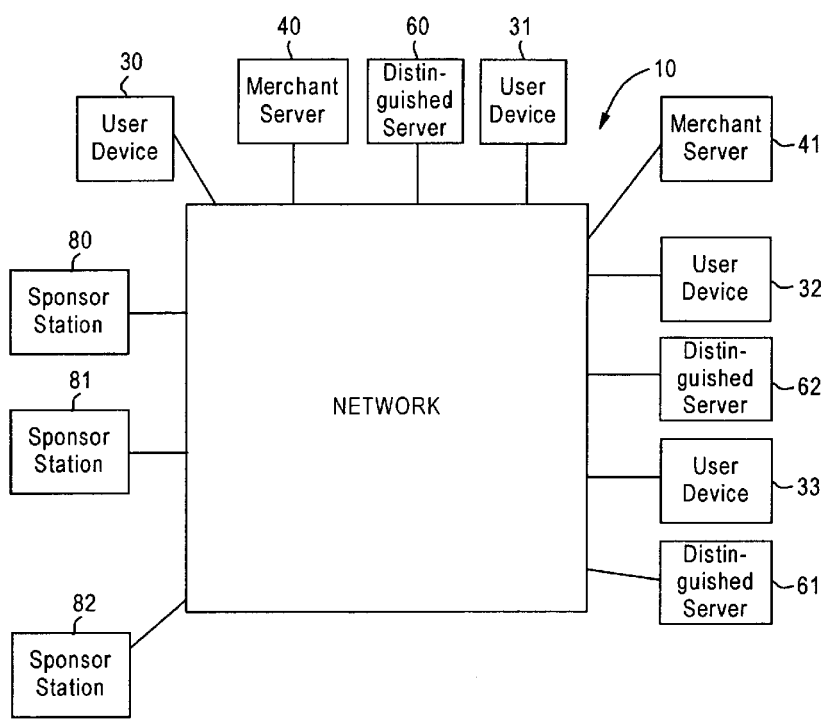 40
60
31
30
10
Merchant
Server
Distin-
guished
Server
User
Device
User
Device
Merchant
Server
41
80
Sponsor
Station
User
Device
32
81
Sponsor
Station
NETWORK
Distin-
guished
Server
62
User
Device
33
82
Sponsor
Station
Distin-
guished
Server
61